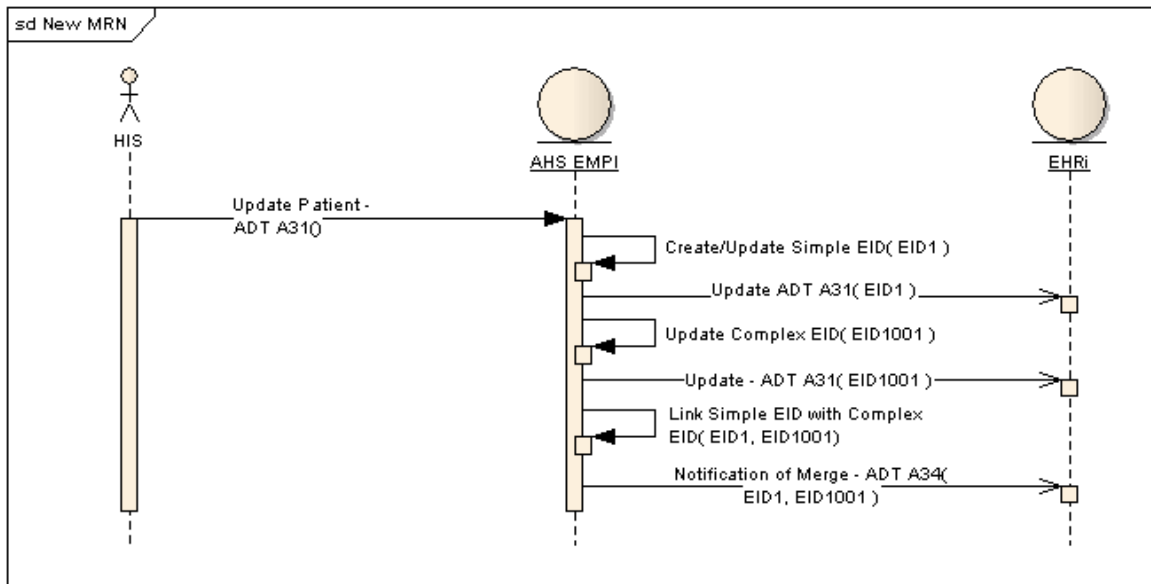 sd New MRN
HIS
AHS EMPI
EHRi
Update Patient -
ADT A31()
Create/Update Simple EID( EID1 )
Update ADT A31( EID1 )
Update Complex EID( EID1001 )
Update - ADT A31( EID1001 )
Link Simple EID with Complex
EID( EID1, EID1001)
Notification of Merge - ADT A34(
EID1, EID1001 )